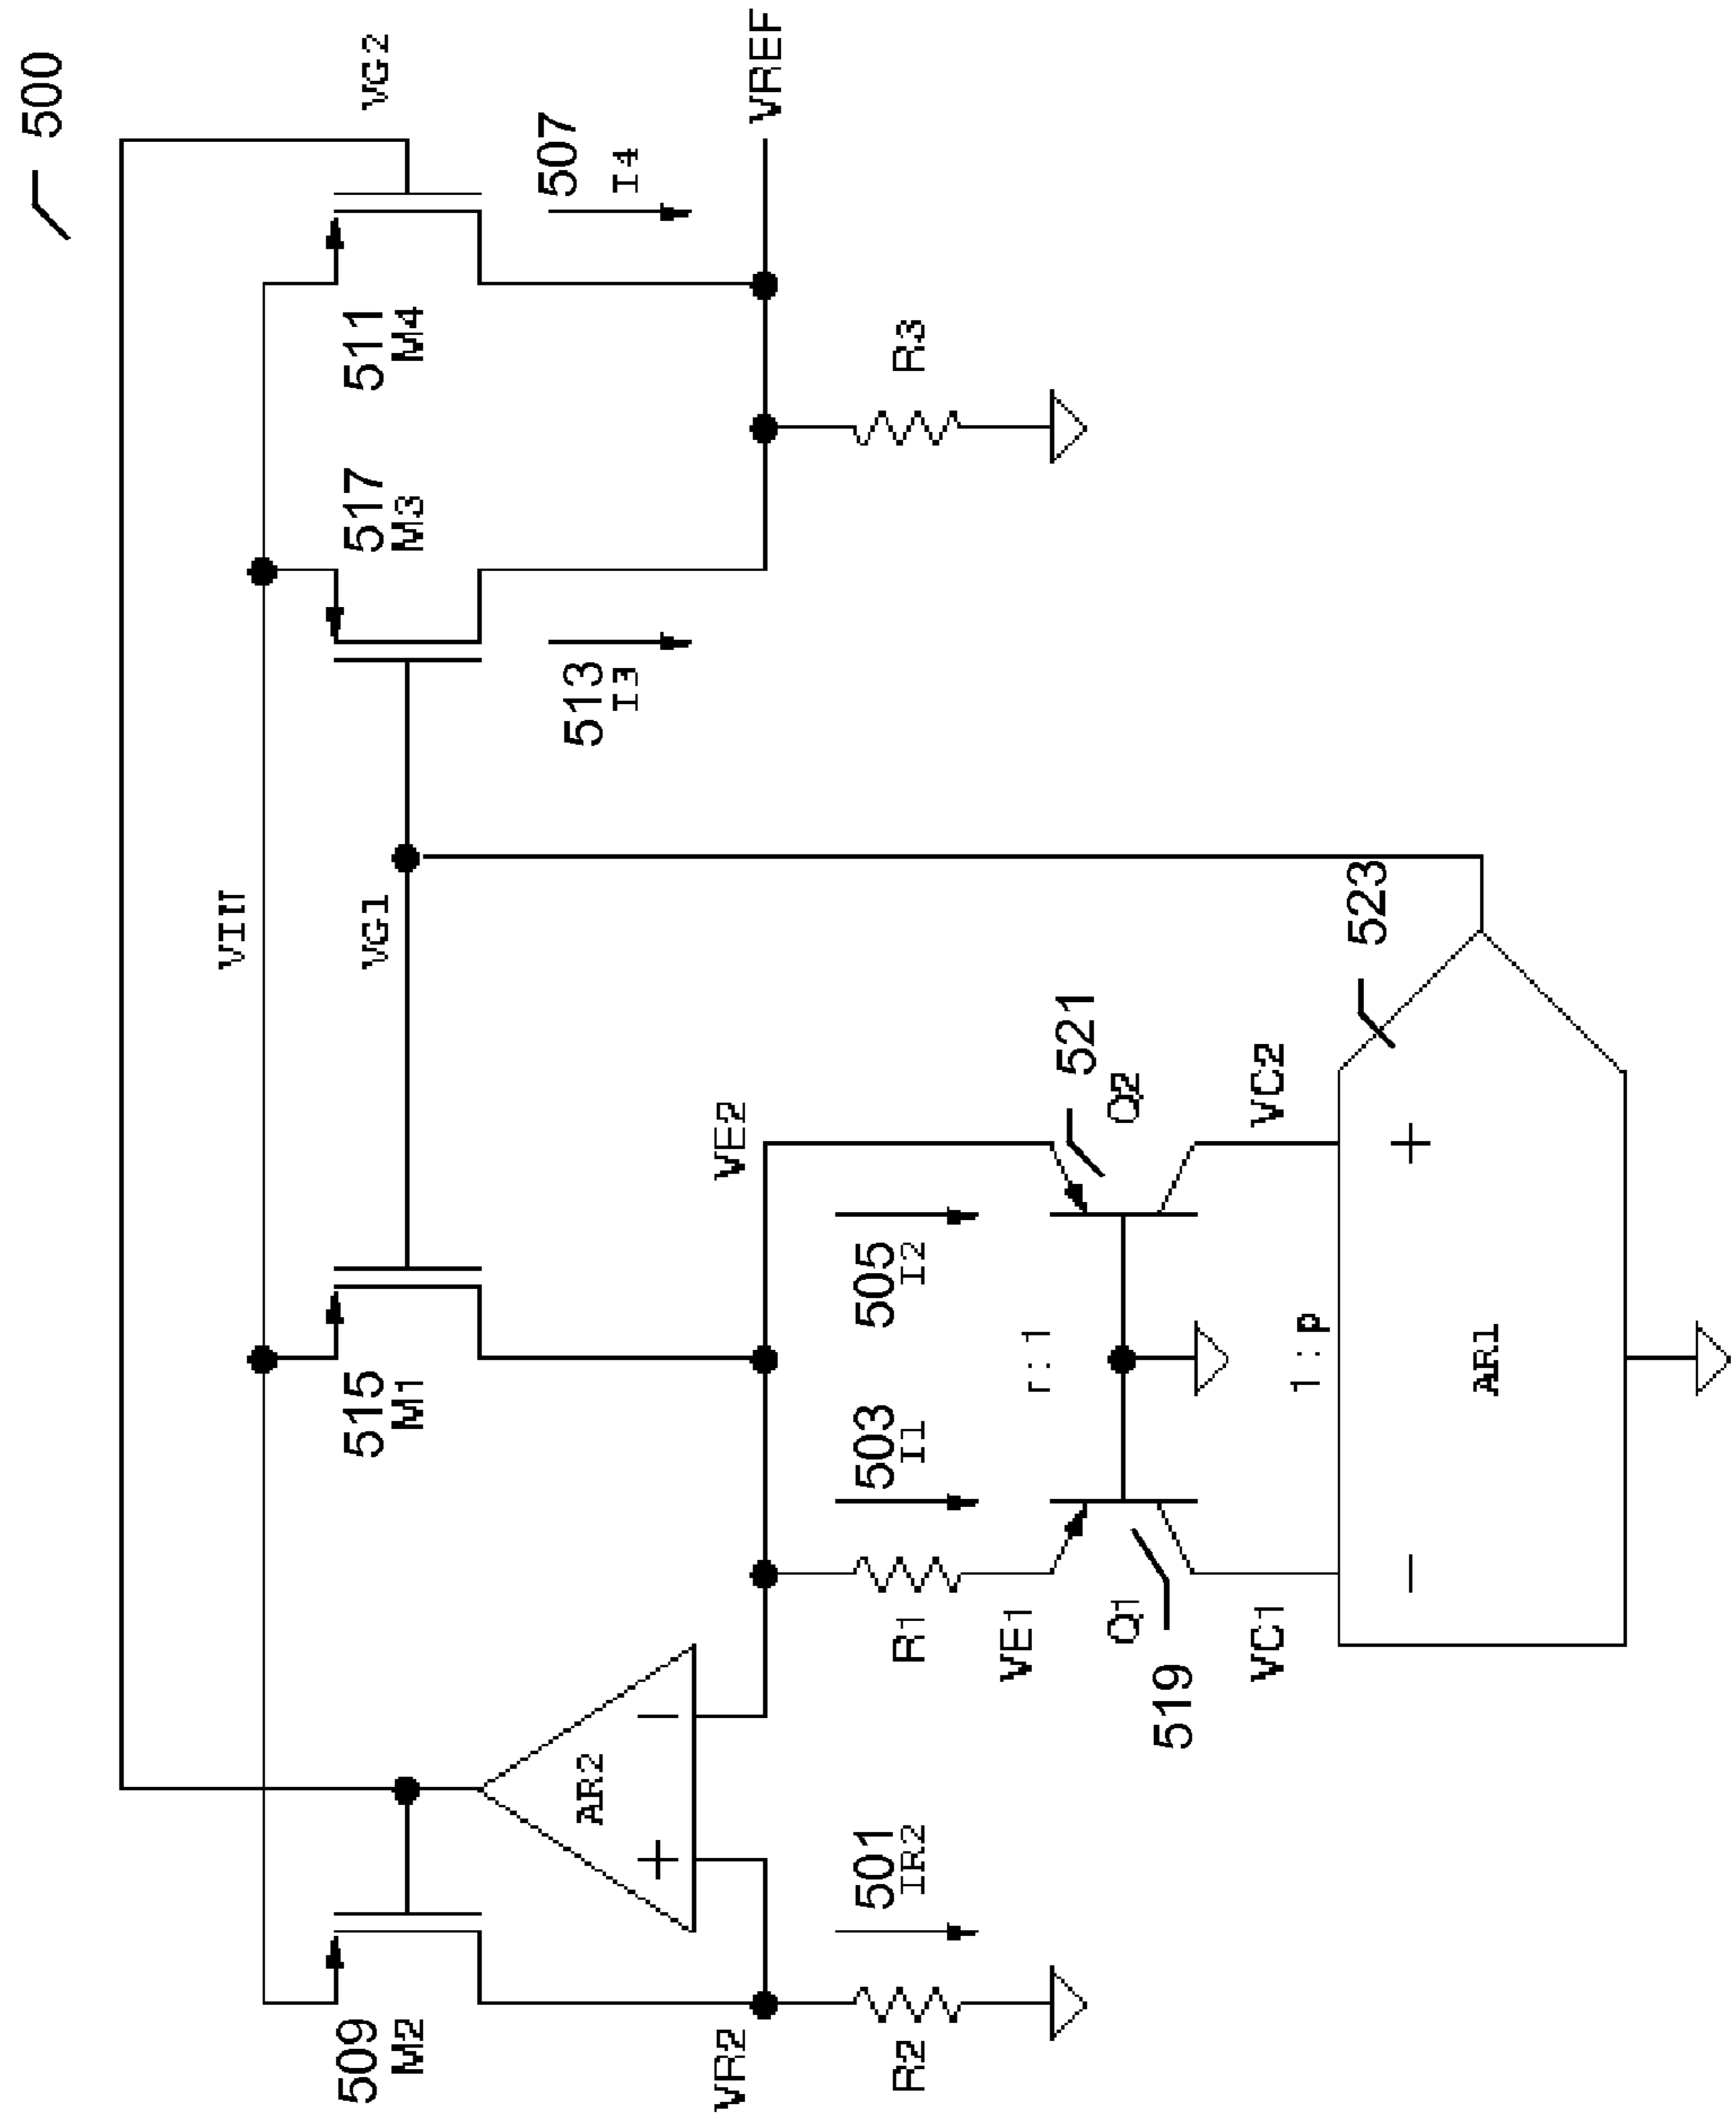 500
VG2
VIN
VG1
509
M2
515
M1
517
M3
511
M4
AR2
+
−
513
I3
507
I4
VR2
VE2
VREF
501
IR2
503
I1
505
I2
R2
R1
R3
VE1
r:1
521
Q1
Q2
519
VC1
1:p
VC2
523
−
+
AR1